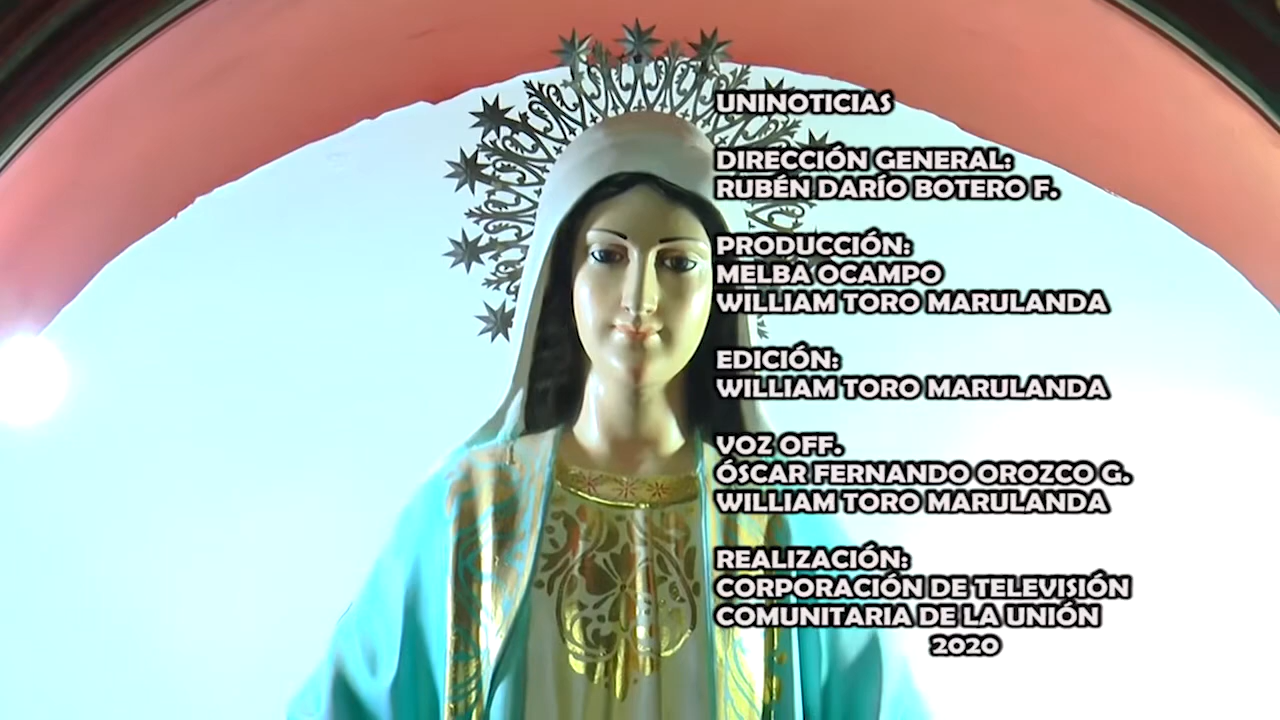 UNINOTICIAS
DIRECCIÓN GENERAL:
RUBÉN DARÍO BOTERO F.
PRODUCCIÓN:
MELBA OCAMPO
WILLIAM TORO MARULANDA
EDICIÓN:
WILLIAM TORO MARULANDA
VOZ OFF.
ÓSCAR FERNANDO OROZCO G.
WILLIAM TORO MARULANDA
REALIZACIÓN:
CORPORACIÓN DE TELEVISIÓN
COMUNITARIA DE LA UNIÓN
2020